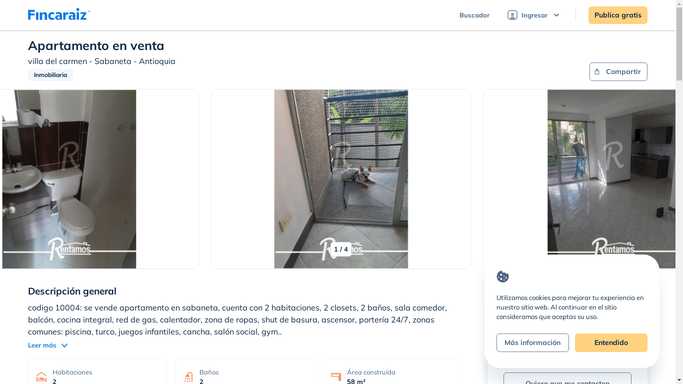 Fincaraiz
Buscador
Ingresar
Publica gratis
Apartamento en venta
villa del carmen - Sabaneta - Antioquia
Inmobiliaria
Compartir
R
R
R
Rentamos
Rentamos
Rentamos
1 / 4
Descripción general
codigo 10004: se vende apartamento en sabaneta, cuenta con 2 habitaciones, 2 closets, 2 baños, sala comedor,
balcón, cocina integral, red de gas, calentador, zona de ropas, shut de basura, ascensor, portería 24/7, zonas
comunes: piscina, turco, juegos infantiles, cancha, salón social, gym..
Leer más
Habitaciones
2
Baños
2
Área construida
58 m²
Utilizamos cookies para mejorar tu experiencia en
nuestro sitio web. Al continuar en el sitio
consideramos que aceptas su uso.
Más información
Entendido
Quiero que me contacten